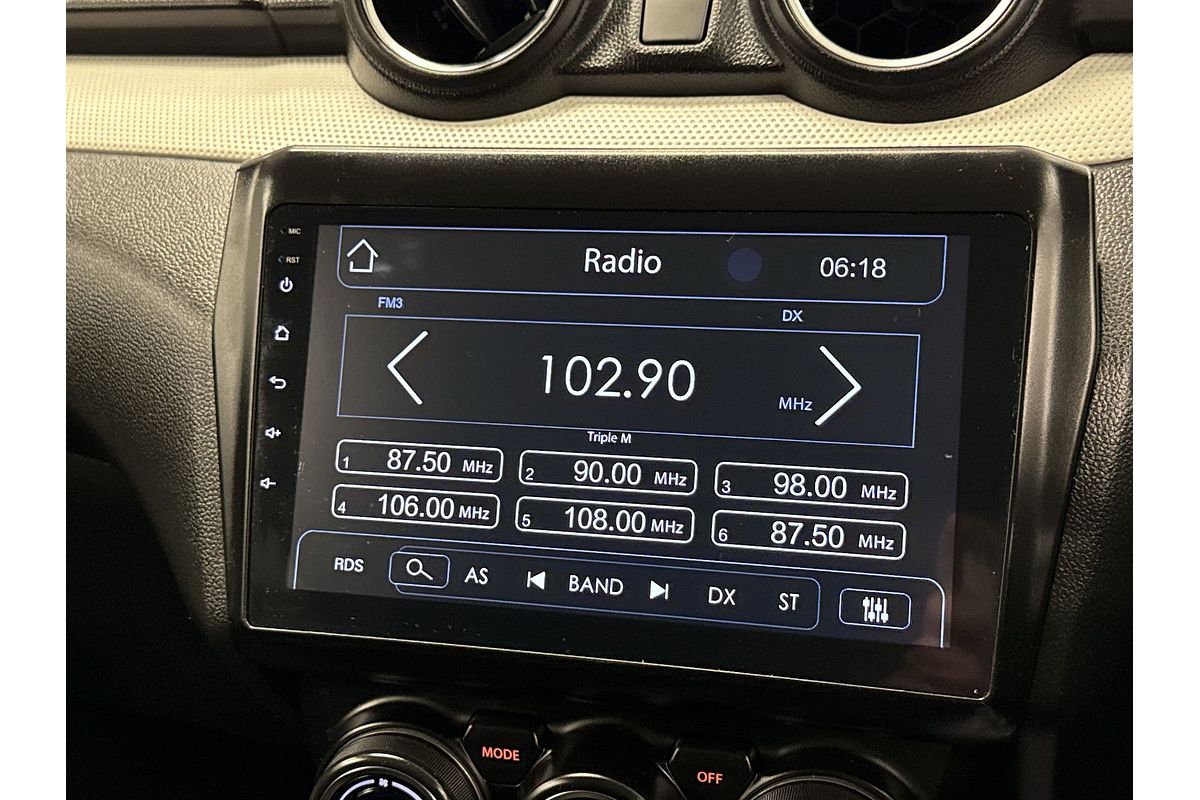 MIC
RST
Radio 06:18
FM3 DX
102.90 MHz
Triple M
1 87.50 MHz 2 90.00 MHz 3 98.00 MHz
4 106.00 MHz 5 108.00 MHz 6 87.50 MHz
RDS AS BAND DX ST
MODE OFF